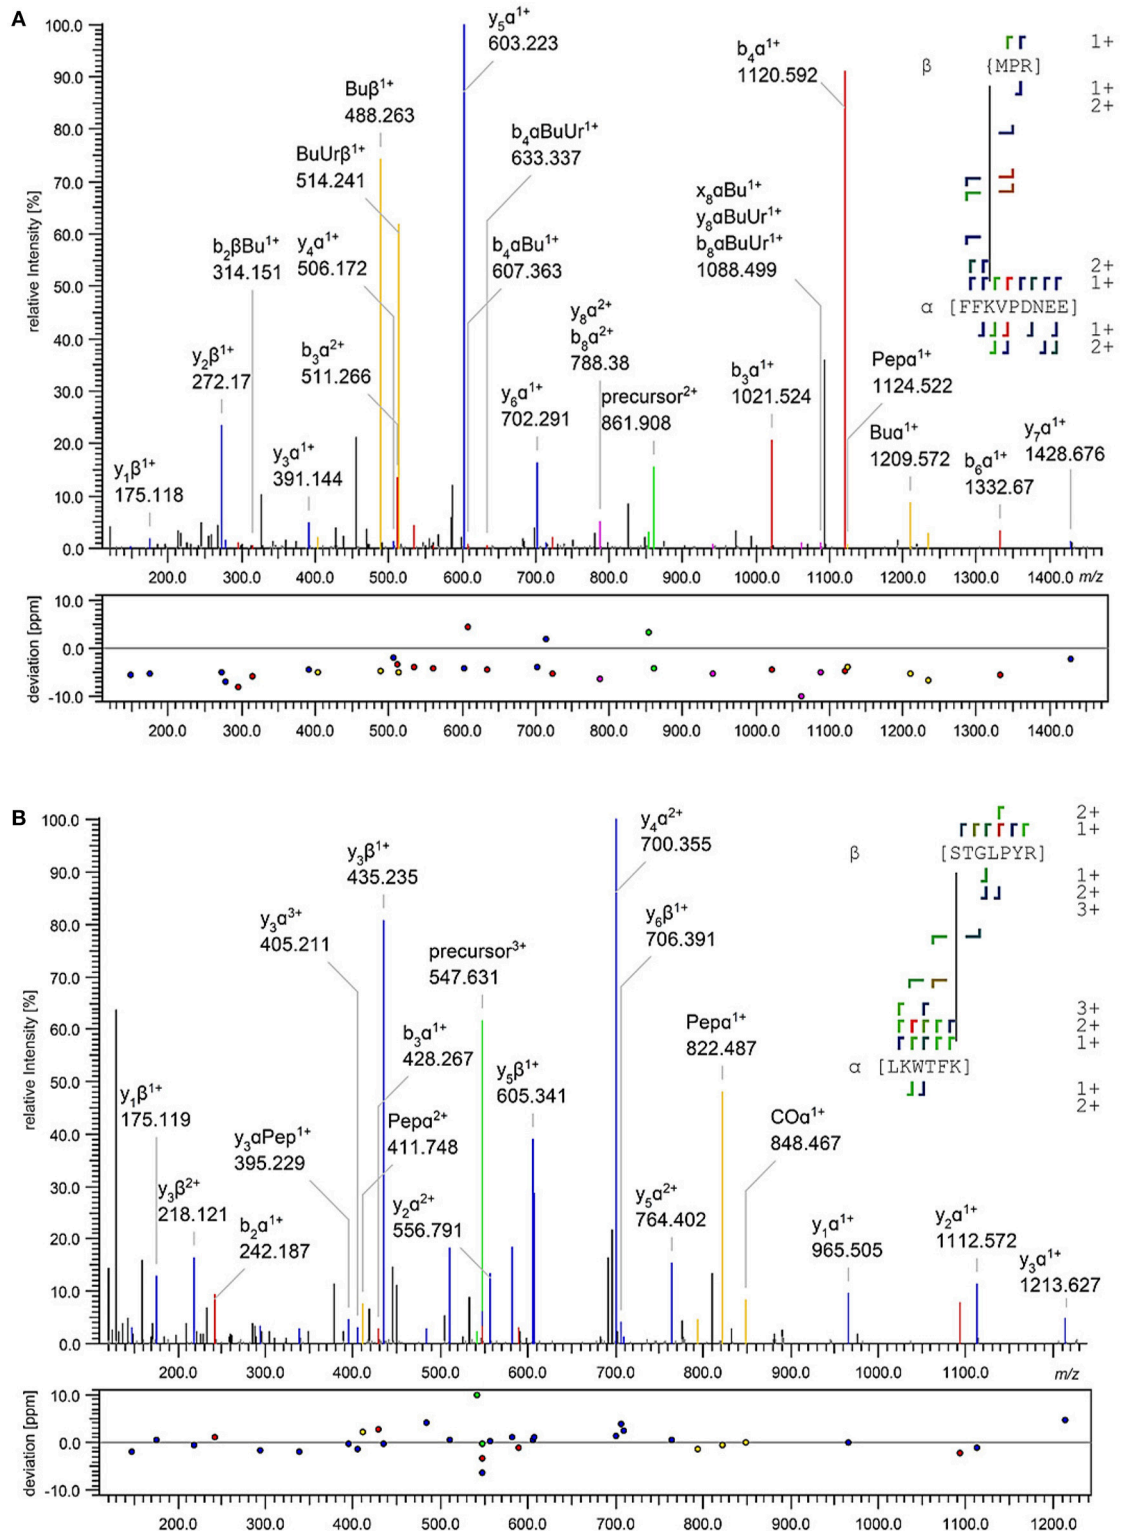 A
relative Intensity [%]
100.0
90.0
80.0
70.0
60.0
50.0
40.0
30.0
20.0
10.0
0.0
y5α1+
603.223
b4α1+
1120.592
Buβ1+
488.263
BuUrβ1+
514.241
b4αBuUr1+
633.337
x8αBu1+
y8αBuUr1+
b8αBuUr1+
1088.499
b2βBu1+
314.151
y4α1+
506.172
b4αBu1+
607.363
y8α2+
b8α2+
788.38
y2β1+
272.17
b3α2+
511.266
y6α1+
702.291
precursor2+
861.908
b3α1+
1021.524
Pepα1+
1124.522
y1β1+
175.118
y3α1+
391.144
Buα1+
1209.572
b6α1+
1332.67
y7α1+
1428.676
β {MPR]
1+
1+
2+
2+
1+
α [FFKVPDNEE]
1+
2+
200.0 300.0 400.0 500.0 600.0 700.0 800.0 900.0 1000.0 1100.0 1200.0 1300.0 1400.0 m/z
deviation [ppm]
10.0
0.0
-10.0
200.0 300.0 400.0 500.0 600.0 700.0 800.0 900.0 1000.0 1100.0 1200.0 1300.0 1400.0
B
relative Intensity [%]
100.0
90.0
80.0
70.0
60.0
50.0
40.0
30.0
20.0
10.0
0.0
y4α2+
700.355
y3β1+
435.235
y3α3+
405.211
y6β1+
706.391
precursor3+
547.631
b3α1+
428.267
Pepα1+
822.487
y1β1+
175.119
y5β1+
605.341
Pepα2+
411.748
COα1+
848.467
y3αPep1+
395.229
y3β2+
218.121
b2α1+
242.187
y2α2+
556.791
y5α2+
764.402
y1α1+
965.505
y2α1+
1112.572
y3α1+
1213.627
2+
1+
β [STGLPYR]
1+
2+
3+
3+
2+
1+
α [LKWTFK]
1+
2+
200.0 300.0 400.0 500.0 600.0 700.0 800.0 900.0 1000.0 1100.0 m/z
deviation [ppm]
10.0
0.0
-10.0
200.0 300.0 400.0 500.0 600.0 700.0 800.0 900.0 1000.0 1100.0